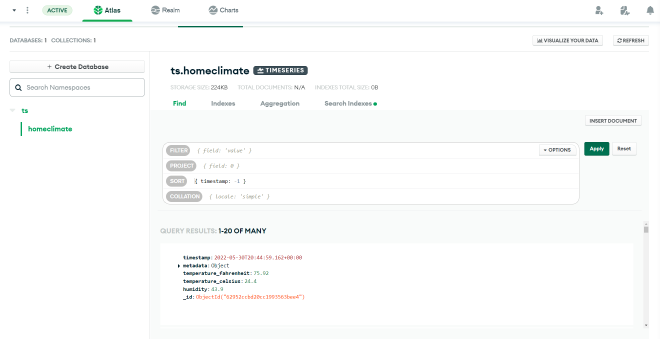 ACTIVE
Atlas
Realm
Charts
DATABASES: 1 COLLECTIONS: 1
VISUALIZE YOUR DATA
REFRESH
+ Create Database
Search Namespaces
ts
homeclimate
ts.homeclimate
TIMESERIES
STORAGE SIZE: 224KB TOTAL DOCUMENTS: N/A INDEXES TOTAL SIZE: 0B
Find
Indexes
Aggregation
Search Indexes
INSERT DOCUMENT
FILTER { field: 'value' }
OPTIONS
Apply
Reset
PROJECT { field: 0 }
SORT { timestamp: -1 }
COLLATION { locale: 'simple' }
QUERY RESULTS: 1-20 OF MANY
timestamp: 2022-05-30T20:44:59.162+00:00
metadata: Object
temperature_fahrenheit: 75.92
temperature_celsius: 24.4
humidity: 43.9